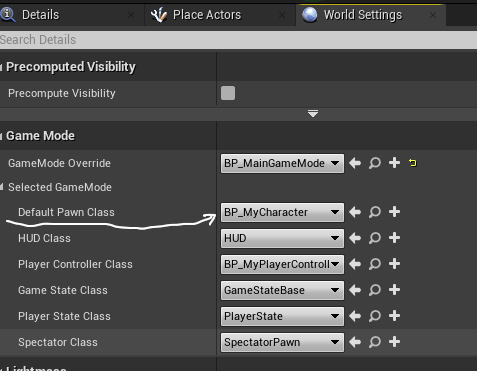 Details
Place Actors
World Settings
Search Details
Precomputed Visibility
Precompute Visibility
Game Mode
GameMode Override BP_MainGameMode
Selected GameMode
Default Pawn Class BP_MyCharacter
HUD Class HUD
Player Controller Class BP_MyPlayerControll
Game State Class GameStateBase
Player State Class PlayerState
Spectator Class SpectatorPawn